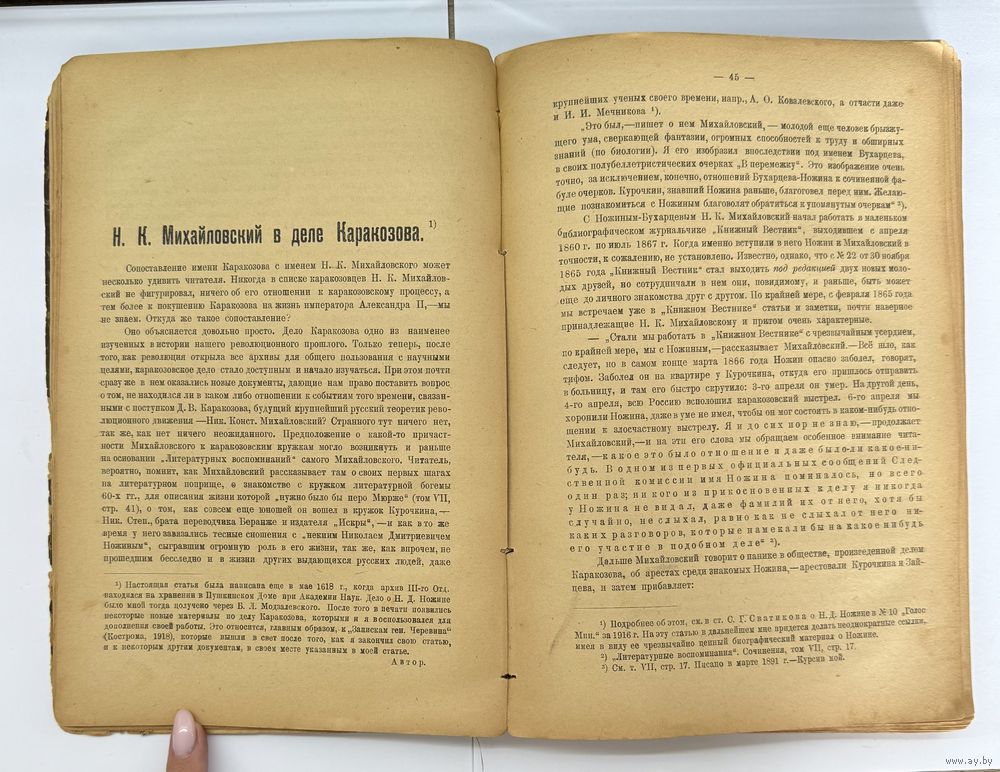 Н. К. Михайловский в деле Каракозова. ¹)
Сопоставление имени Каракозова с именем Н. К. Михайловского может
несколько удивить читателя. Никогда в списке каракозовцев Н. К. Михайлов-
ский не фигурировал, ничего об его отношении к каракозовскому процессу, а
тем более к покушению Каракозова на жизнь императора Александра II,—мы
не знаем. Откуда же такое сопоставление?
Оно объясняется довольно просто. Дело Каракозова одно из наименее
изученных в истории нашего революционного прошлого. Только теперь, после
того, как революция открыла все архивы для общего пользования с научными
целями, каракозовское дело стало доступным и начало изучаться. При этом почти
сразу же в нем оказались новые документы, дающие нам право поставить вопрос
о том, не находился ли в каком либо отношении к событиям того времени, связан-
ными с поступком Д. В. Каракозова, будущий крупнейший русский теоретик рево-
люционного движения—Ник. Конст. Михайловский? Странного тут ничего нет,
так же, как нет ничего неожиданного. Предположение о какой-то причаст-
ности Михайловского к каракозовским кружкам могло возникнуть и раньше
на основании „Литературных воспоминаний“ самого Михайловского. Читатель,
вероятно, помнит, как Михайловский рассказывает там о своих первых шагах
на литературном поприще, о знакомстве с кружком литературной богемы
60-х гг., для описания жизни которой „нужно было бы перо Мюрже“ (том VII,
стр. 41), о том, как совсем еще юношей он вошел в кружок Курочкина,—
Ник. Степ., брата переводчика Беранже и издателя „Искры“,—и как в то же
время у него завязались тесные сношения с „некиим Николаем Дмитриевичем
Ножиным“, сыгравшим огромную роль в его жизни, так же, как впрочем, не
прошедшим бесследно и в жизни других выдающихся русских людей, даже
¹) Настоящая статья была написана еще в мае 1618 г., когда архив III-го Отд.
находился на хранении в Пушкинском Доме при Академии Наук. Дело о Н. Д. Ножине
было мной тогда получено через Б. Л. Модзалевского. После того в печати появились
некоторые новые материалы по делу Каракозова, которыми я я воспользовался для
дополнения своей работы. Это относится, главным образом, к „Запискам ген. Черевина“
(Кострома, 1918), которые вышли в свет после того, как я закончил свою статью,
и к некоторым другим документам, в своем месте указанным в моей статье.
Автор.
— 45 —
крупнейших ученых своего времени, напр., А. О. Ковалевского, а отчасти даже
и И. И. Мечникова ¹).
„Это был,—пишет о нем Михайловский,— молодой еще человек брызжу-
щего ума, сверкающей фантазии, огромных способностей к труду и обширных
знаний (по биологии). Я его изобразил впоследствии под именем Бухарцева,
в своих полубеллетристических очерках „В перемежку“. Это изображение очень
точно, за исключением, конечно, отношений Бухарцева-Ножина к сочиненной фа-
буле очерков. Курочкин, знавший Ножина раньше, благоговел перед ним. Желаю-
щие познакомиться с Ножиным благоволят обратиться к упомянутым очеркам“ ²).
С Ножиным-Бухарцевым Н. К. Михайловский начал работать в маленьком
библиографическом журнальчике „Книжный Вестник“, выходившем с апреля
1860 г. по июль 1867 г. Когда именно вступили в него Ножин и Михайловский в
точности, к сожалению, не установлено. Известно, однако, что с № 22 от 30 ноября
1865 года „Книжный Вестник“ стал выходить под редакцией двух новых моло-
дых друзей, но сотрудничали в нем они, повидимому, и раньше, быть может
еще до личного знакомства друг с другом. По крайней мере, с февраля 1865 года
мы встречаем уже в „Книжном Вестнике“ статьи и заметки, почти наверное
принадлежащие Н. К. Михайловскому и притом очень характерные.
— „Стали мы работать в „Книжном Вестнике“ с чрезвычайным усердием,
по крайней мере, мы с Ножиным,—рассказывает Михайловский.—Всё шло, как
следует, но в самом конце марта 1866 года Ножин опасно заболел, говорят,
тифом. Заболел он на квартире у Курочкина, откуда его пришлось отправить
в больницу, и там его быстро скрутило: 3-го апреля он умер. На другой день,
4-го апреля, всю Россию всполошил каракозовский выстрел. 6-го апреля мы
хоронили Ножина, даже в уме не имея, чтобы он мог состоять в каком-нибудь отно-
шении к злосчастному выстрелу. Я и до сих пор не знаю,—продолжает
Михайловский,—и на эти его слова мы обращаем особенное внимание чита-
теля,—какое это было отношение и даже было-ли какое-ни-
будь. В одном из первых официальных сообщений След-
ственной комиссии имя Ножина поминалось, но всего
один раз; ни кого из прикосновенных к делу я никогда
у Ножина не видал, даже фамилий их от него, хотя бы
случайно, не слыхал, равно как не слыхал от него ни-
каких разговоров, которые намекали бы на какое нибудь
его участие в подобном деле“ ³).
Дальше Михайловский говорит о панике в обществе, произведенной делом
Каракозова, об арестах среди знакомых Ножина,—арестовали Курочкина и Зай-
цева, и затем прибавляет:
¹) Подробнее об этом, см. в ст. С. Г. Сватикова о Н. Д. Ножине в № 10 „Голос
Мин.“ за 1916 г. На эту статью в дальнейшем мне придется делать неоднократные ссылки,
имея в виду ее чрезвычайно ценный биографический материал о Ножине.
²) „Литературные воспоминания“. Сочинения, том VII, стр. 17.
³) См. т. VII, стр. 17. Писано в марте 1891 г.—Курсив мой.
www.ay.by